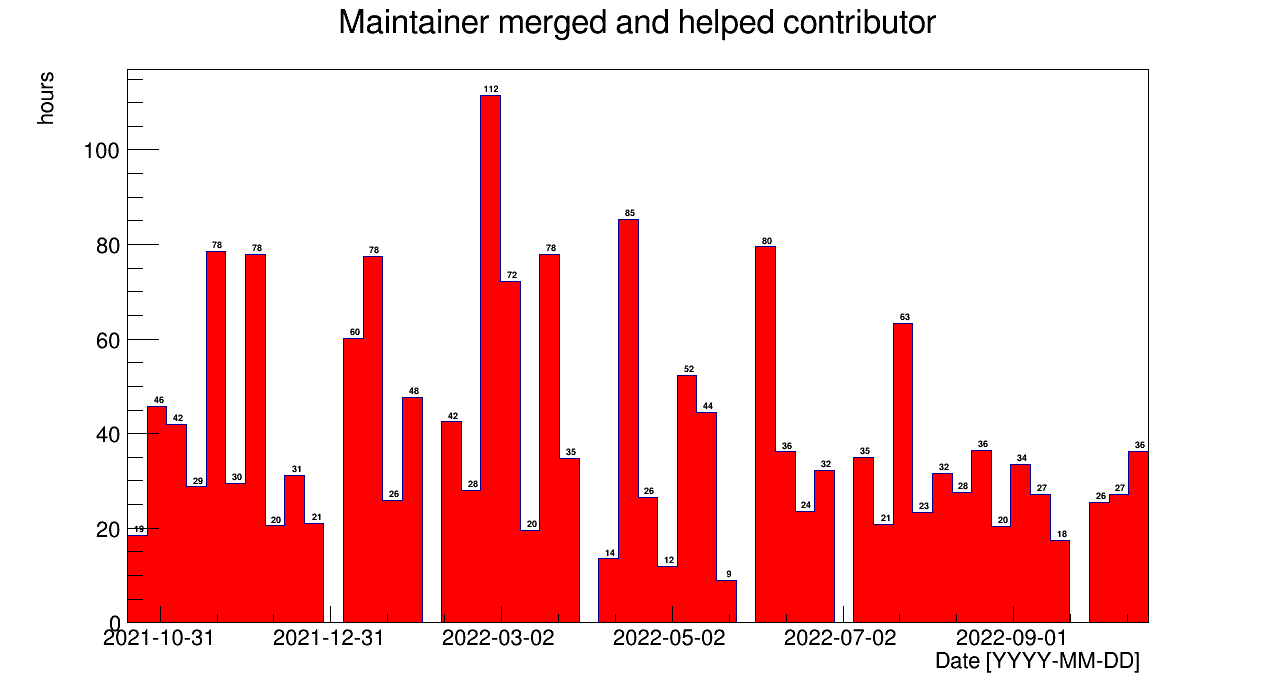 Maintainer merged and helped contributor
hours
100
80
60
40
20
0
19 46 42 29 78 30 78 20 31 21 60 78 26 48 42 28 112 72 20 78 35 14 85 26 12 52 44 9 80 36 24 32 35 21 63 23 32 28 36 20 34 27 18 26 27 36
2021-10-31 2021-12-31 2022-03-02 2022-05-02 2022-07-02 2022-09-01
Date [YYYY-MM-DD]